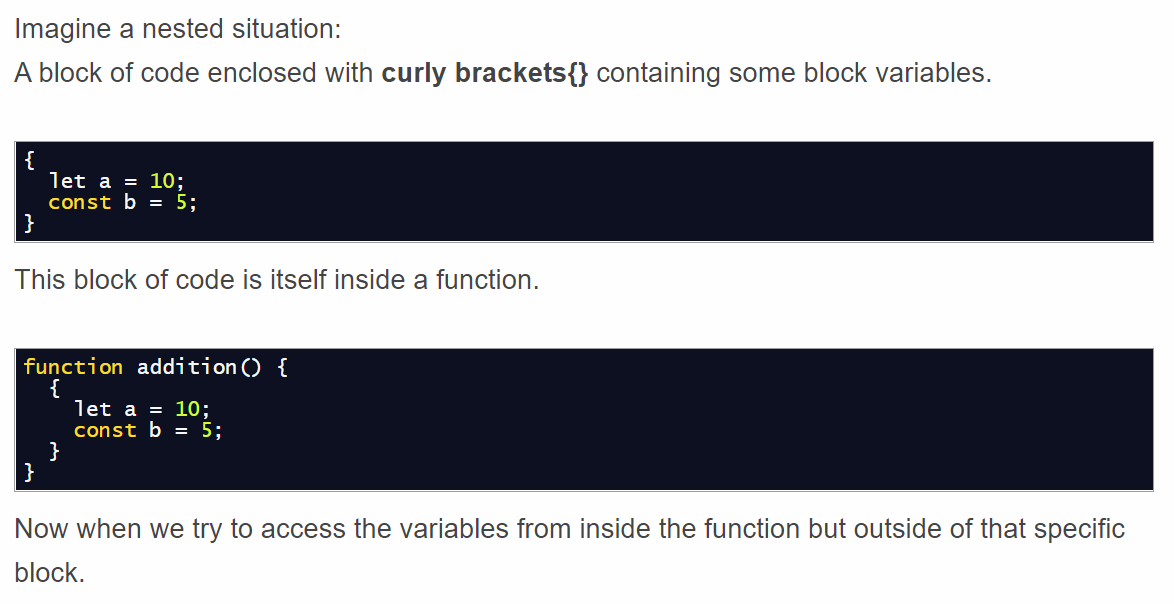 Imagine a nested situation:
A block of code enclosed with curly brackets{} containing some block variables.
{
  let a = 10;
  const b = 5;
}
This block of code is itself inside a function.
function addition() {
  {
    let a = 10;
    const b = 5;
  }
}
Now when we try to access the variables from inside the function but outside of that specific
block.